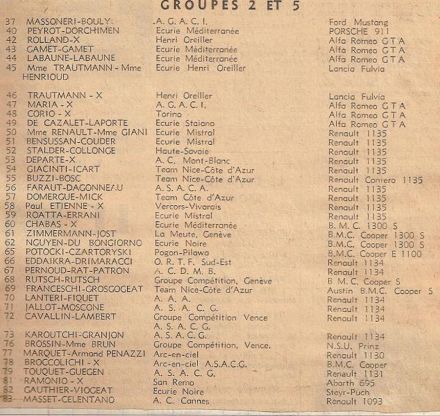 GROUPES 2 ET 5
37 MASSONERI-BOULY. A. G. A. C. I. Ford Mustang
40 PEYROT-DORCHIMEN Ecurie Méditerranée PORSCHE 911
42 ROLLAND-X Henri Oreiller Alfa Romeo G T A
43 GAMET-GAMET Ecurie Méditerranée Alfa Romeo G T A
44 LABAUNE-LABAUNE Ecurie Méditerranée Alfa Romeo G T A
45 Mme TRAUTMANN - Mme Ecurie Henri Oreiller Lancia Fulvia
HENRIOUD
46 TRAUTMANN - X Henri Oreiller Lancia Fulvia
47 MARIA - X A. G. A. C. I. Alfa Romeo G T A
48 CORIO - X Torino Alfa Romeo G T A
49 DE CAZALET-LAPORTE Ecurie Staiano Alfa Romeo G T A
50 Mme RENAULT-Mme GIANI Ecurie Mistral Renault 1135
51 BENSUSSAN-COUDER Ecurie Mistral Renault 1135
52 STALDER-COLLONGE Haute-Savoie Renault 1135
53 DEPARTE-X A. C. Mont-Blanc Renault 1135
54 GIACINTI-ICART Team Nice-Côte d'Azur Renault 1135
55 BUZZI-BOSC Team Nice-Côte d'Azur Renault Coniero 1135
56 FARAUT-DAGONNEAU A. S. A. C. A. Renault 1135
57 DOMERGUE-MICK Team Côte d'Azur Renault 1135
58 Paul ETIENNE - X Vercors-Vivarais Renault 1135
59 ROATTA-ERRANI Ecurie Mistral Renault 1135
60 CHABAS - X Ecurie Méditerranée B. M. C. 1300 S
61 ZIMMERMANN-JOST La Meute, Genève B.M.C. Cooper 1300 S
62 NGUYEN-DU BONGIORNO Ecurie Noire B.M.C. Cooper 1300 S
65 POTOCKI-CZARTORYSKI Pogon-Pilawa B.M.C. Cooper E 1100
66 EDDAIKRA-DRIMARACCI O. R. T. F. Sud-Est Renault 1134
67 PERNOUD-RAT-PATRON A. C. D. M. B. Renault 1134
68 RUTSCH-RUTSCH Groupe Compétition, Genève B M. C Cooper S
69 FRANCESCHI-GROSGOGEAT Team Nice-Côte d'Azur Austin B.M.C. Cooper S
70 LANTERI-FIQUET A. A. A. Renault 1134
71 JALLOT-MOSCONE A. S. A. C. G. Renault 1134
72 CAVALLIN-LAMBERT Groupe Compétition Vence Renault 1134
A. S. A. C. G.
73 KAROUTCHI-GRANJON A. S. A. C. G. Renault 1134
76 BROSSIN-Mme BRUN Groupe Compétition, Vence. N.S.U. Prinz
77 MARQUET-Armand PENAZZI Arc-en-ciel Renault 1130
78 BROCCOLICHI - X Arc-en-ciel A.S.A.C.G. B.M.C. Cooper
79 TOUQUET-GUEGEN A. S. A. C. G, Renault 1131
81 RAMONIO - X San Remo Abarth 695
82 GAUTHIER-VIOGEAT Ecurie Noire Steyr-Puch
83 MASSET-CELENTANO A. C. Cannes Renault 1093